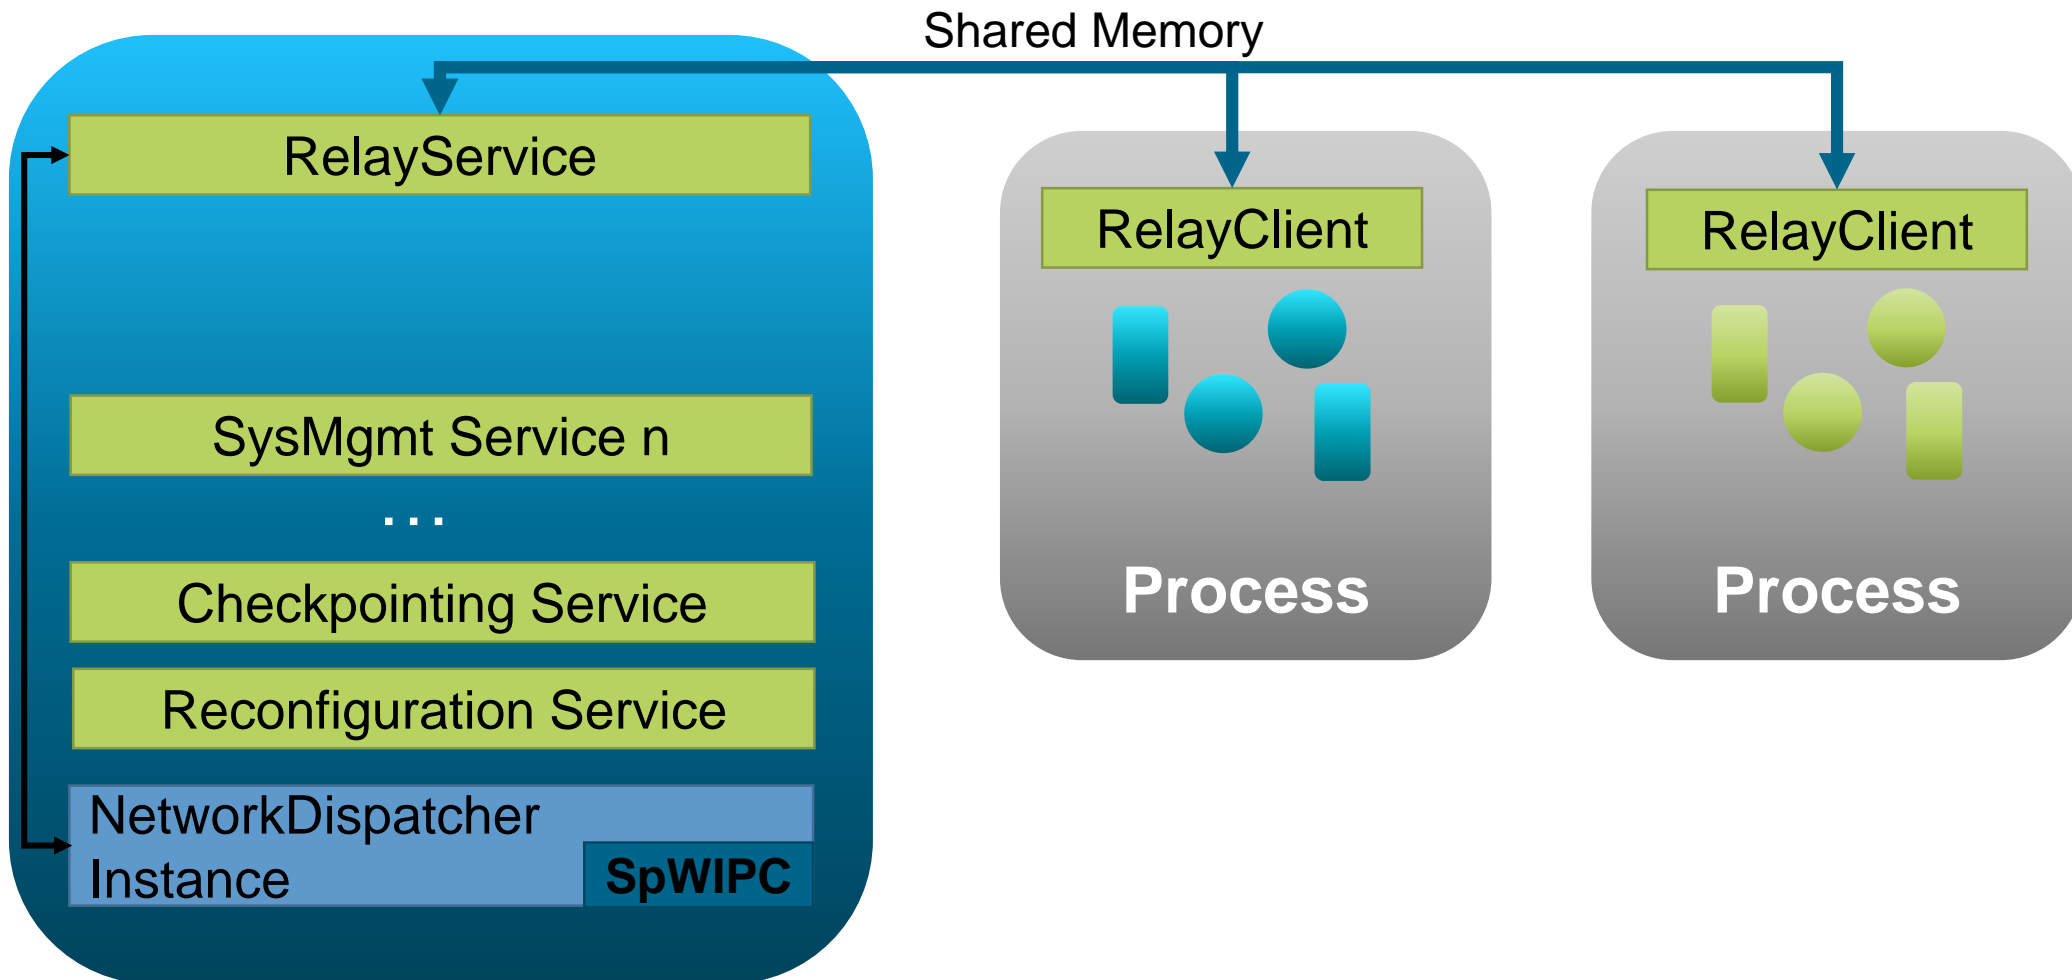 Shared Memory
RelayService
RelayClient
RelayClient
SysMgmt Service n
...
Checkpointing Service
Process
Process
Reconfiguration Service
NetworkDispatcher
Instance
SpWIPC